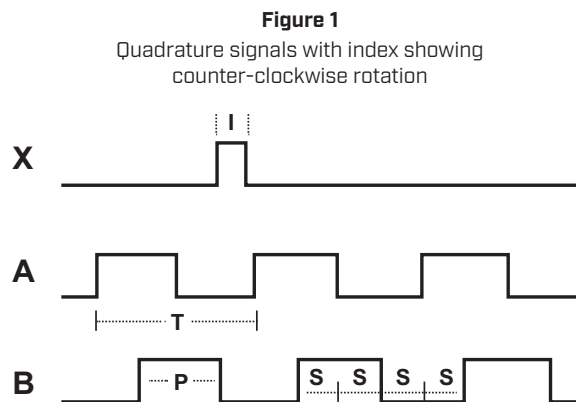 Figure 1
Quadrature signals with index showing
counter-clockwise rotation
I
X
A
T
B
P
S S S S